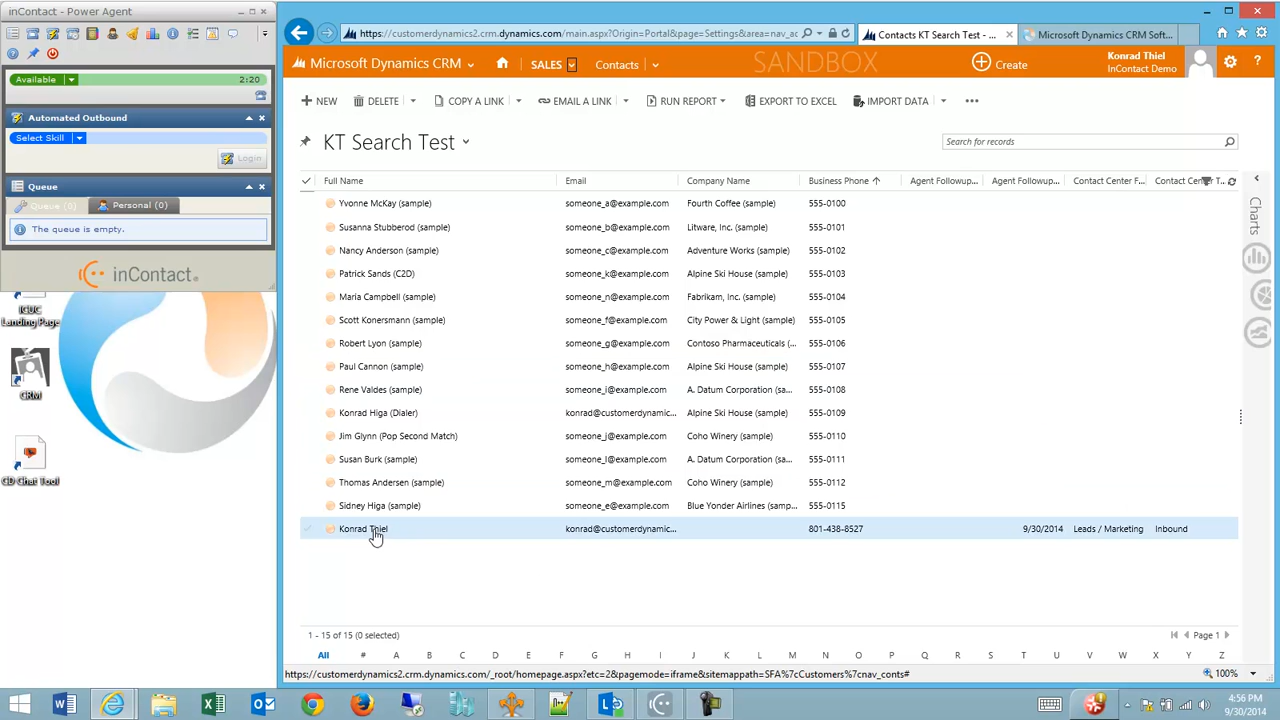 inContact - Power Agent
Available 2:20
Automated Outbound
Select Skill
Login
Queue
Queue (0) Personal (0)
The queue is empty.
inContact
ICUC
Landing Page
CRM
CD Chat Tool
https://customerdynamics2.crm.dynamics.com/main.aspx?Origin=Portal&page=Settings&area=nav_ac
Contacts KT Search Test - ...
Microsoft Dynamics CRM Soft...
Microsoft Dynamics CRM
SALES
Contacts
SANDBOX
Create
Konrad Thiel
InContact Demo
?
NEW DELETE COPY A LINK EMAIL A LINK RUN REPORT EXPORT TO EXCEL IMPORT DATA
KT Search Test
Search for records
Full Name Email Company Name Business Phone Agent Followup... Agent Followup... Contact Center F... Contact Center T...
Yvonne McKay (sample) someone_a@example.com Fourth Coffee (sample) 555-0100
Susanna Stubberod (sample) someone_b@example.com Litware, Inc. (sample) 555-0101
Nancy Anderson (sample) someone_c@example.com Adventure Works (sample) 555-0102
Patrick Sands (C2D) someone_k@example.com Alpine Ski House (sample) 555-0103
Maria Campbell (sample) someone_n@example.com Fabrikam, Inc. (sample) 555-0104
Scott Konersmann (sample) someone_f@example.com City Power & Light (sample) 555-0105
Robert Lyon (sample) someone_g@example.com Contoso Pharmaceuticals (... 555-0106
Paul Cannon (sample) someone_h@example.com Alpine Ski House (sample) 555-0107
Rene Valdes (sample) someone_i@example.com A. Datum Corporation (sa... 555-0108
Konrad Higa (Dialer) konrad@customerdynamic... Alpine Ski House (sample) 555-0109
Jim Glynn (Pop Second Match) someone_j@example.com Coho Winery (sample) 555-0110
Susan Burk (sample) someone_l@example.com A. Datum Corporation (sa... 555-0111
Thomas Andersen (sample) someone_m@example.com Coho Winery (sample) 555-0112
Sidney Higa (sample) someone_e@example.com Blue Yonder Airlines (sam... 555-0115
Konrad Thiel konrad@customerdynamic... 801-438-8527 9/30/2014 Leads / Marketing Inbound
Charts
1 - 15 of 15 (0 selected)
Page 1
All # A B C D E F G H I J K L M N O P Q R S T U V W X Y Z
https://customerdynamics2.crm.dynamics.com/_root/homepage.aspx?etc=2&pagemode=iframe&sitemappath=SFA%7cCustomers%7cnav_conts#
100%
4:56 PM
9/30/2014